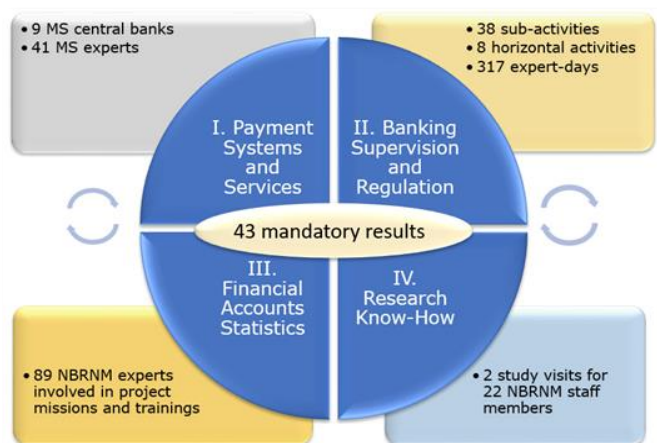 • 9 MS central banks
• 41 MS experts
• 38 sub-activities
• 8 horizontal activities
• 317 expert-days
I. Payment
Systems
and
Services
II. Banking
Supervision
and
Regulation
43 mandatory results
III.
Financial
Accounts
Statistics
IV.
Research
Know-How
• 89 NBRNM experts
involved in project
missions and trainings
• 2 study visits for
22 NBRNM staff
members